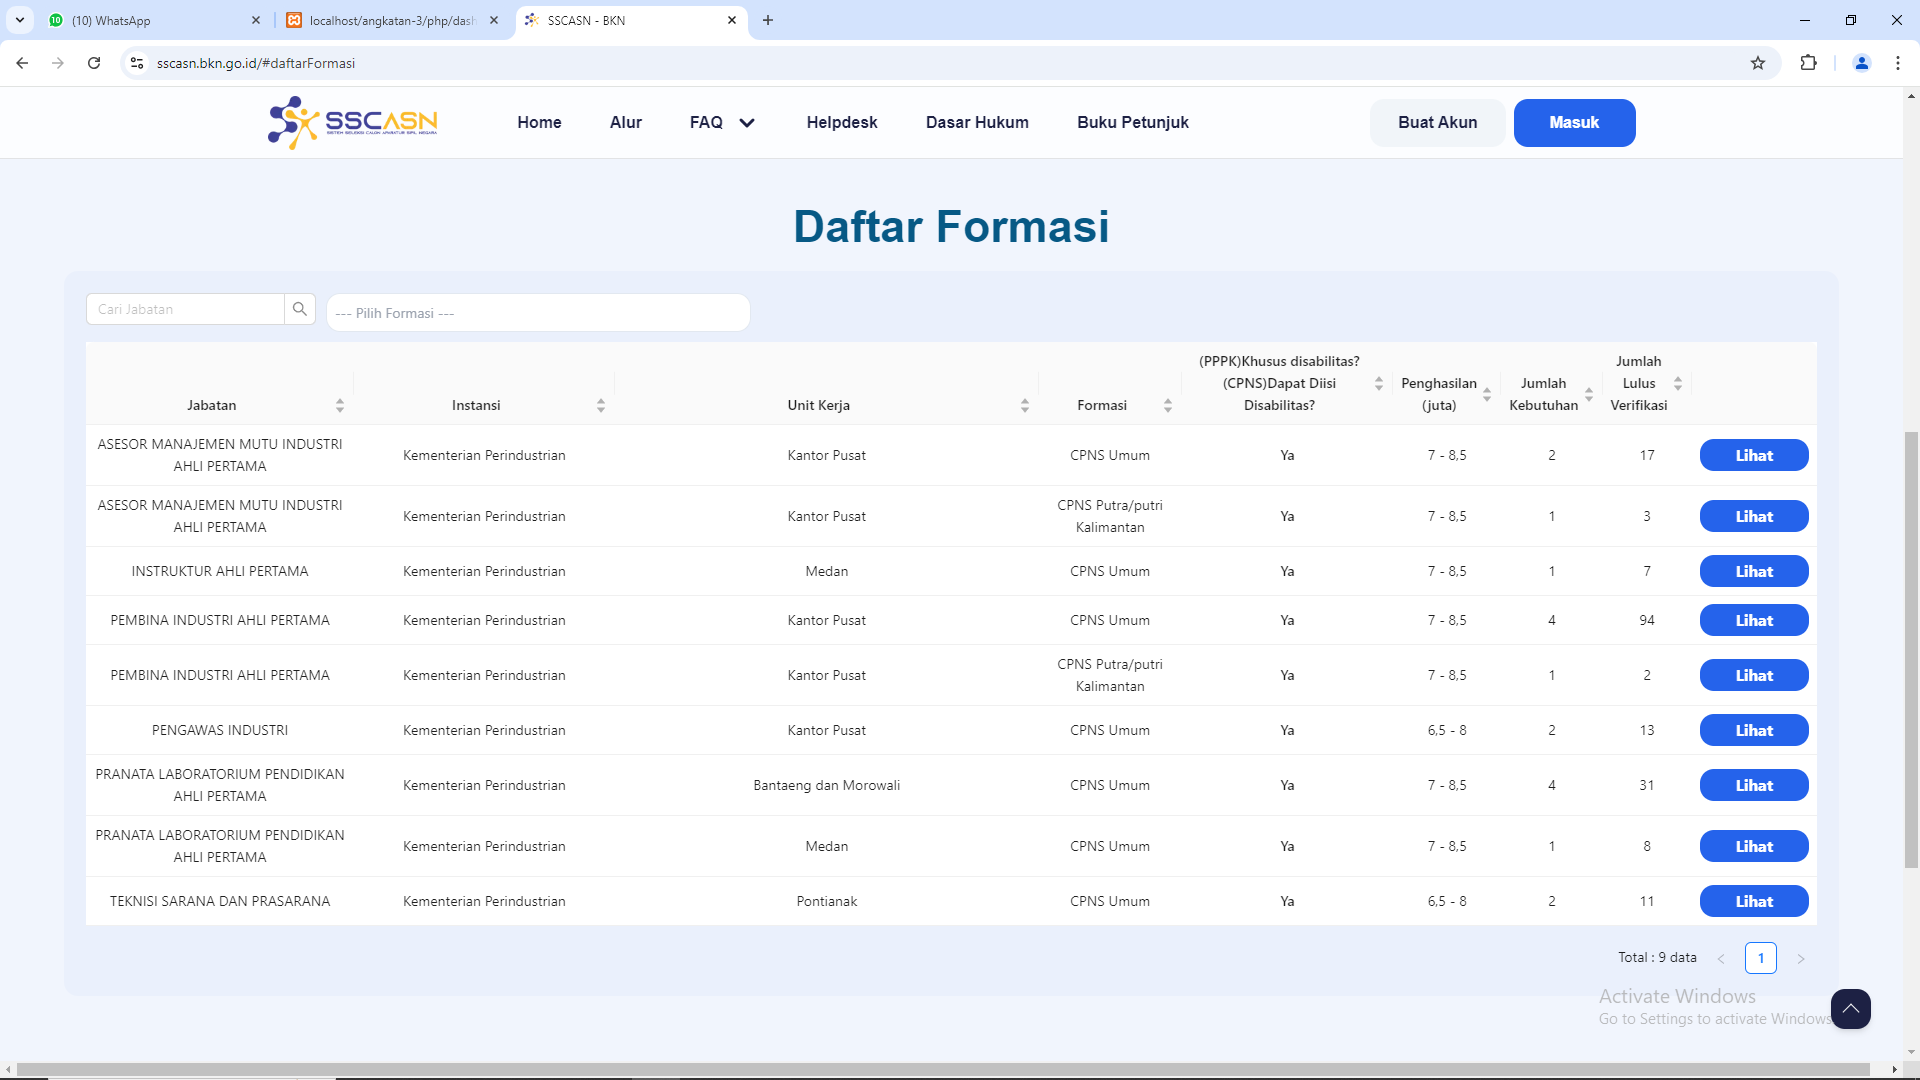 (10) WhatsApp
localhost/angkatan-3/php/dash
SSCASN - BKN
sscasn.bkn.go.id/#daftarFormasi
SSCASN
SISTEM SELEKSI CALON APARATUR SIPIL NEGARA
Home
Alur
FAQ
Helpdesk
Dasar Hukum
Buku Petunjuk
Buat Akun
Masuk
Daftar Formasi
Cari Jabatan
--- Pilih Formasi ---
Jabatan
Instansi
Unit Kerja
Formasi
(PPPK)Khusus disabilitas?
(CPNS)Dapat Diisi
Disabilitas?
Penghasilan
(juta)
Jumlah
Kebutuhan
Jumlah
Lulus
Verifikasi
ASESOR MANAJEMEN MUTU INDUSTRI
AHLI PERTAMA
Kementerian Perindustrian
Kantor Pusat
CPNS Umum
Ya
7 - 8,5
2
17
Lihat
ASESOR MANAJEMEN MUTU INDUSTRI
AHLI PERTAMA
Kementerian Perindustrian
Kantor Pusat
CPNS Putra/putri
Kalimantan
Ya
7 - 8,5
1
3
Lihat
INSTRUKTUR AHLI PERTAMA
Kementerian Perindustrian
Medan
CPNS Umum
Ya
7 - 8,5
1
7
Lihat
PEMBINA INDUSTRI AHLI PERTAMA
Kementerian Perindustrian
Kantor Pusat
CPNS Umum
Ya
7 - 8,5
4
94
Lihat
PEMBINA INDUSTRI AHLI PERTAMA
Kementerian Perindustrian
Kantor Pusat
CPNS Putra/putri
Kalimantan
Ya
7 - 8,5
1
2
Lihat
PENGAWAS INDUSTRI
Kementerian Perindustrian
Kantor Pusat
CPNS Umum
Ya
6,5 - 8
2
13
Lihat
PRANATA LABORATORIUM PENDIDIKAN
AHLI PERTAMA
Kementerian Perindustrian
Bantaeng dan Morowali
CPNS Umum
Ya
7 - 8,5
4
31
Lihat
PRANATA LABORATORIUM PENDIDIKAN
AHLI PERTAMA
Kementerian Perindustrian
Medan
CPNS Umum
Ya
7 - 8,5
1
8
Lihat
TEKNISI SARANA DAN PRASARANA
Kementerian Perindustrian
Pontianak
CPNS Umum
Ya
6,5 - 8
2
11
Lihat
Total : 9 data
1
Activate Windows
Go to Settings to activate Windows